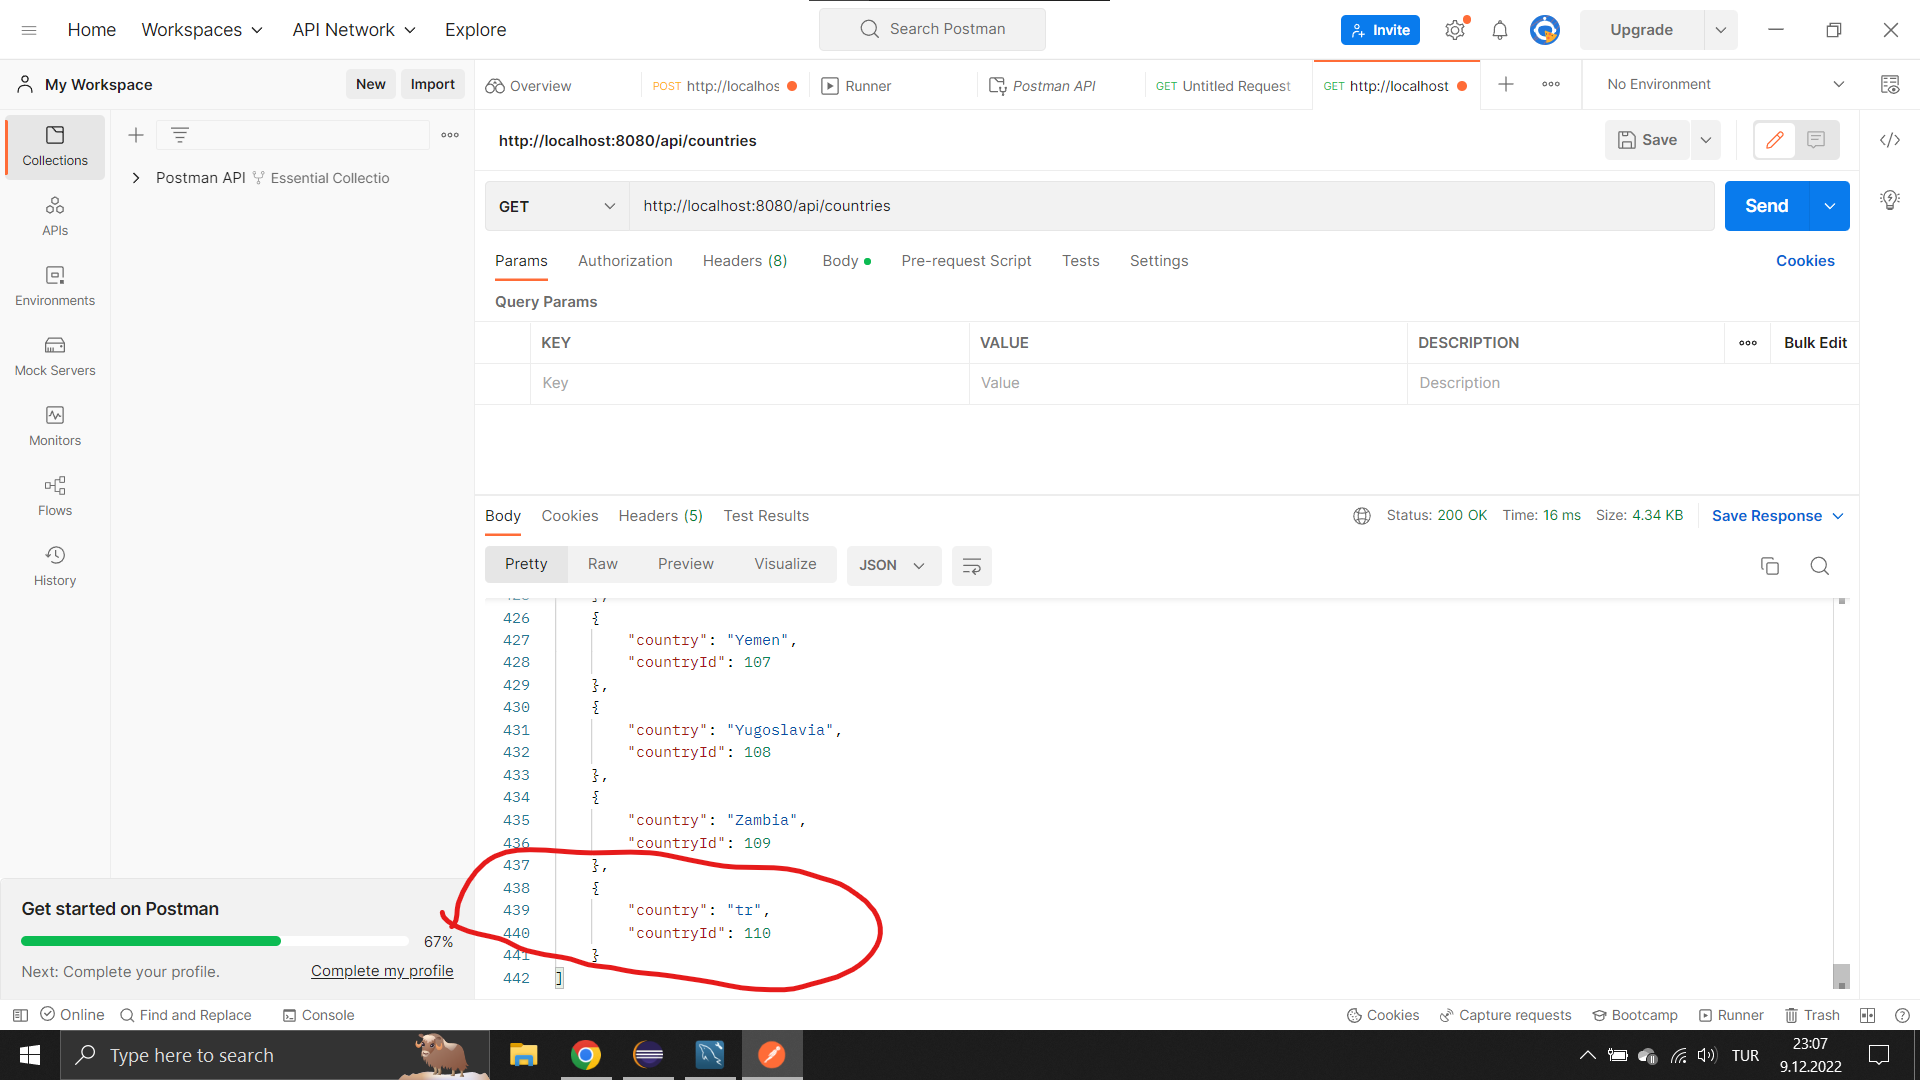 Home Workspaces API Network Explore Search Postman Invite Upgrade
My Workspace New Import Overview POST http://localhos Runner Postman API GET Untitled Request GET http://localhost No Environment
http://localhost:8080/api/countries Save
Collections
Postman API Essential Collectio
GET http://localhost:8080/api/countries Send
APIs
Params Authorization Headers (8) Body Pre-request Script Tests Settings Cookies
Environments
Query Params
KEY VALUE DESCRIPTION Bulk Edit
Mock Servers
Key Value Description
Monitors
Flows
Body Cookies Headers (5) Test Results Status: 200 OK Time: 16 ms Size: 4.34 KB Save Response
History
Pretty Raw Preview Visualize JSON
426 {
427 "country": "Yemen",
428 "countryId": 107
429 },
430 {
431 "country": "Yugoslavia",
432 "countryId": 108
433 },
434 {
435 "country": "Zambia",
436 "countryId": 109
437 },
438 {
439 "country": "tr",
440 "countryId": 110
441 }
442 ]
Get started on Postman
67%
Next: Complete your profile. Complete my profile
Online Find and Replace Console Cookies Capture requests Bootcamp Runner Trash
Type here to search TUR 23:07
9.12.2022